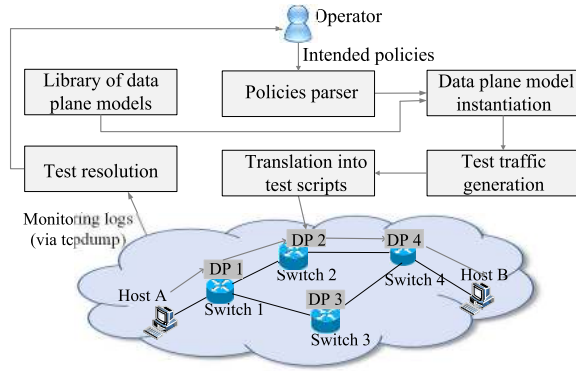 Operator
Intended policies
Library of data
plane models
Policies parser
Data plane model
instantiation
Test resolution
Translation into
test scripts
Test traffic
generation
Monitoring logs
(via tcpdump)
DP 1
DP 2
DP 4
Switch 2
Host A
Switch 1
DP 3
Switch 4
Host B
Switch 3